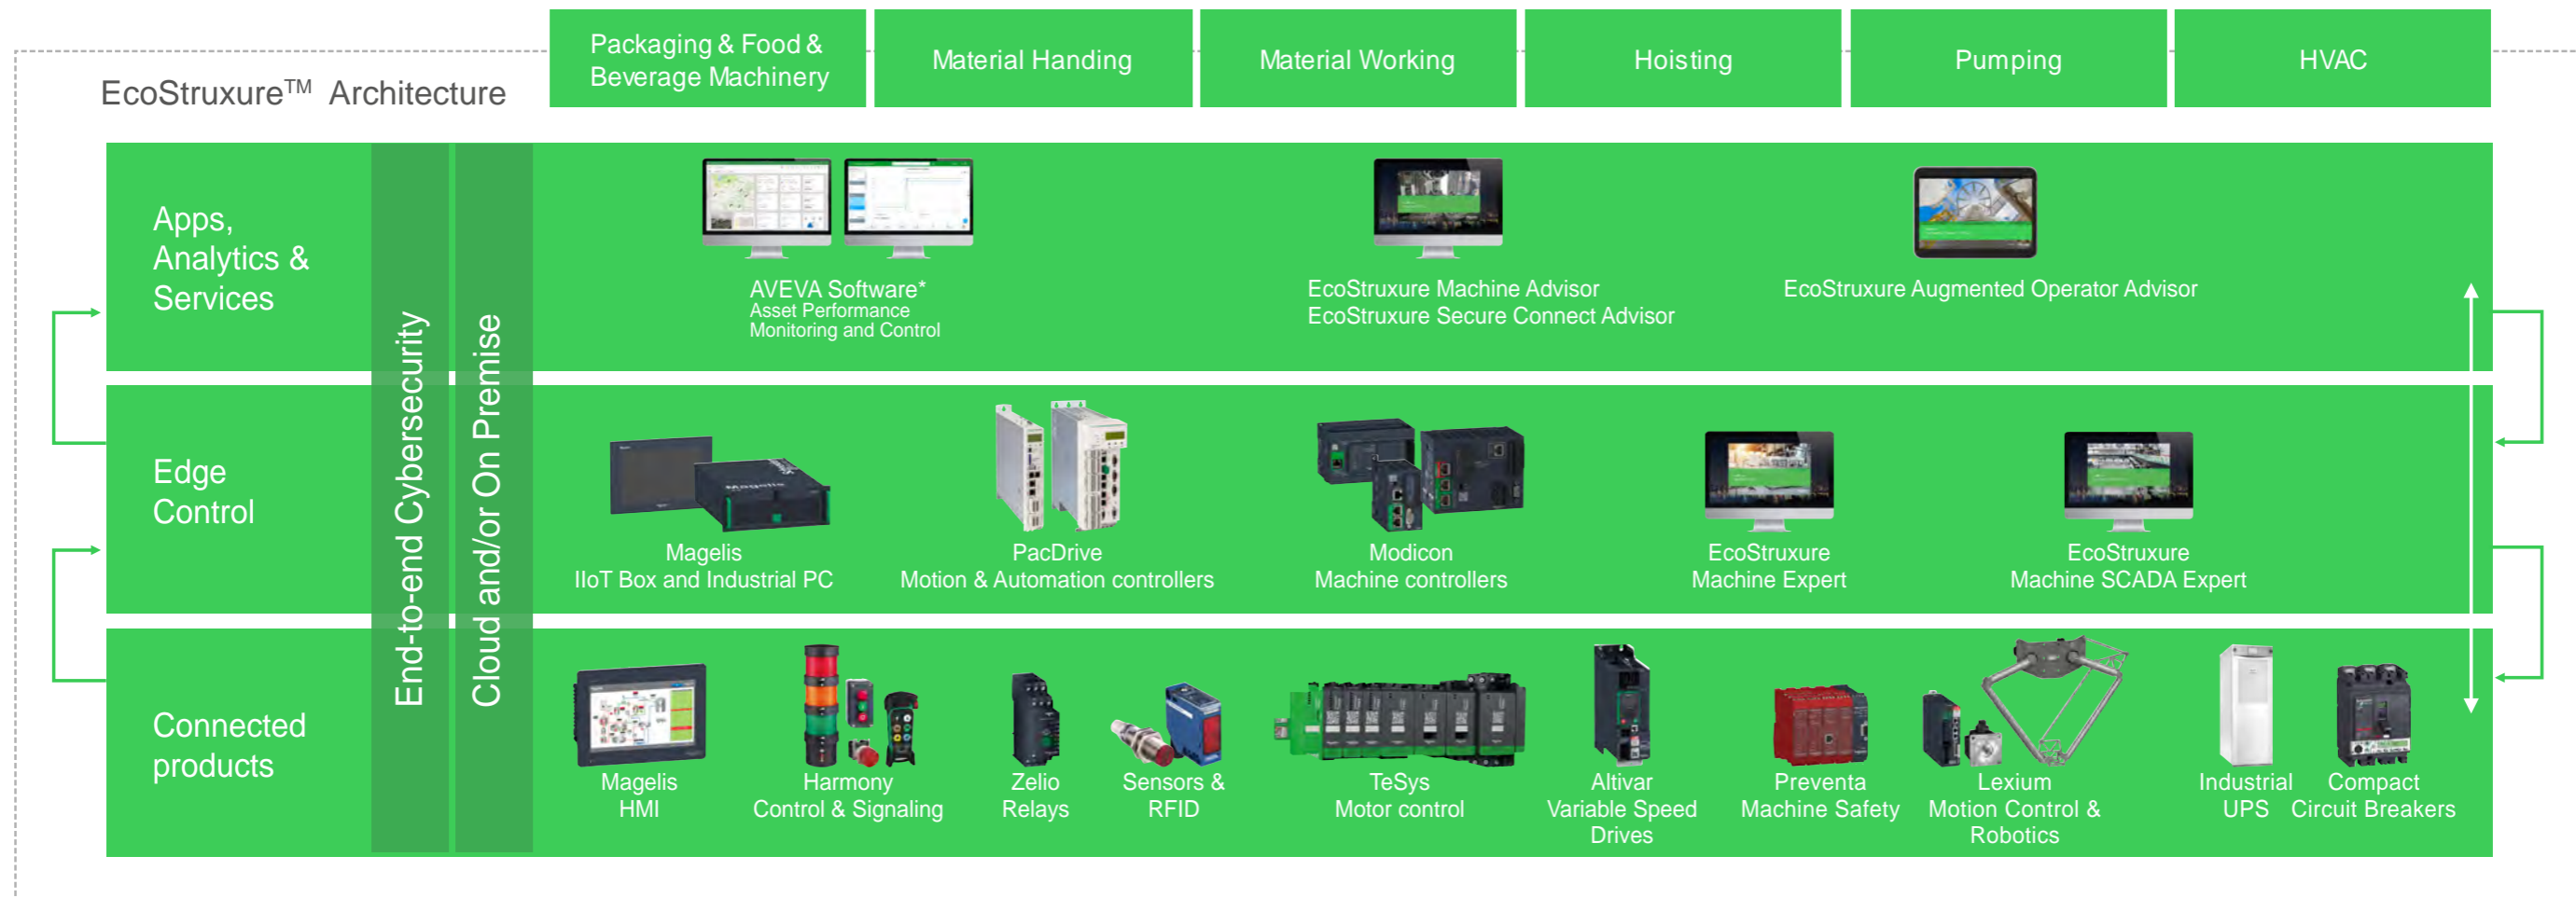 Packaging & Food &
Beverage Machinery
Material Handing
Material Working
Hoisting
Pumping
HVAC
EcoStruxure™ Architecture
Apps,
Analytics &
Services
End-to-end Cybersecurity
Cloud and/or On Premise
AVEVA Software*
Asset Performance
Monitoring and Control
EcoStruxure Machine Advisor
EcoStruxure Secure Connect Advisor
EcoStruxure Augmented Operator Advisor
Edge
Control
Magelis
Magelis
IIoT Box and Industrial PC
PacDrive
Motion & Automation controllers
Modicon
Machine controllers
EcoStruxure
Machine Expert
EcoStruxure
Machine SCADA Expert
Connected
products
Magelis
HMI
Harmony
Control & Signaling
Zelio
Relays
Sensors &
RFID
TeSys
Motor control
Altivar
Variable Speed
Drives
Preventa
Machine Safety
Lexium
Motion Control &
Robotics
Industrial
UPS
Compact
Circuit Breakers